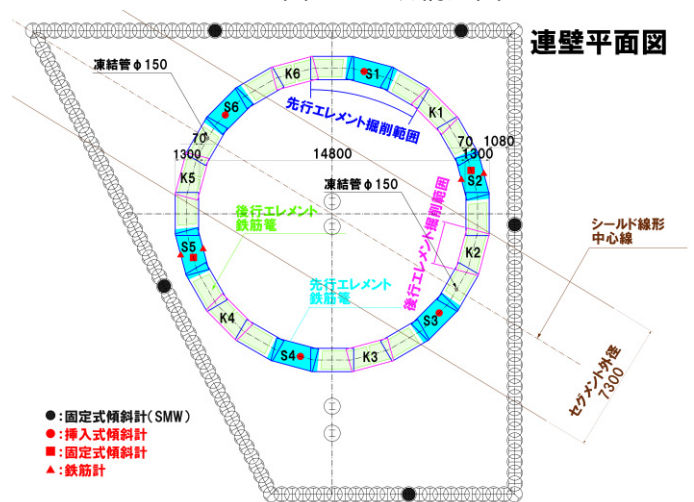 連壁平面図
凍結管φ150
K6
S1
先行エレメント掘削範囲
K1
S6
70
1300
14800
70
1080
1300
S2
K5
凍結管φ150
後行エレメント
鉄筋篭
後行エレメント掘削範囲
シールド線形
中心線
K2
S5
先行エレメント
鉄筋篭
K4
S3
S4
K3
セグメント外径
7300
●:固定式傾斜計(SMW)
●:挿入式傾斜計
■:固定式傾斜計
▲:鉄筋計